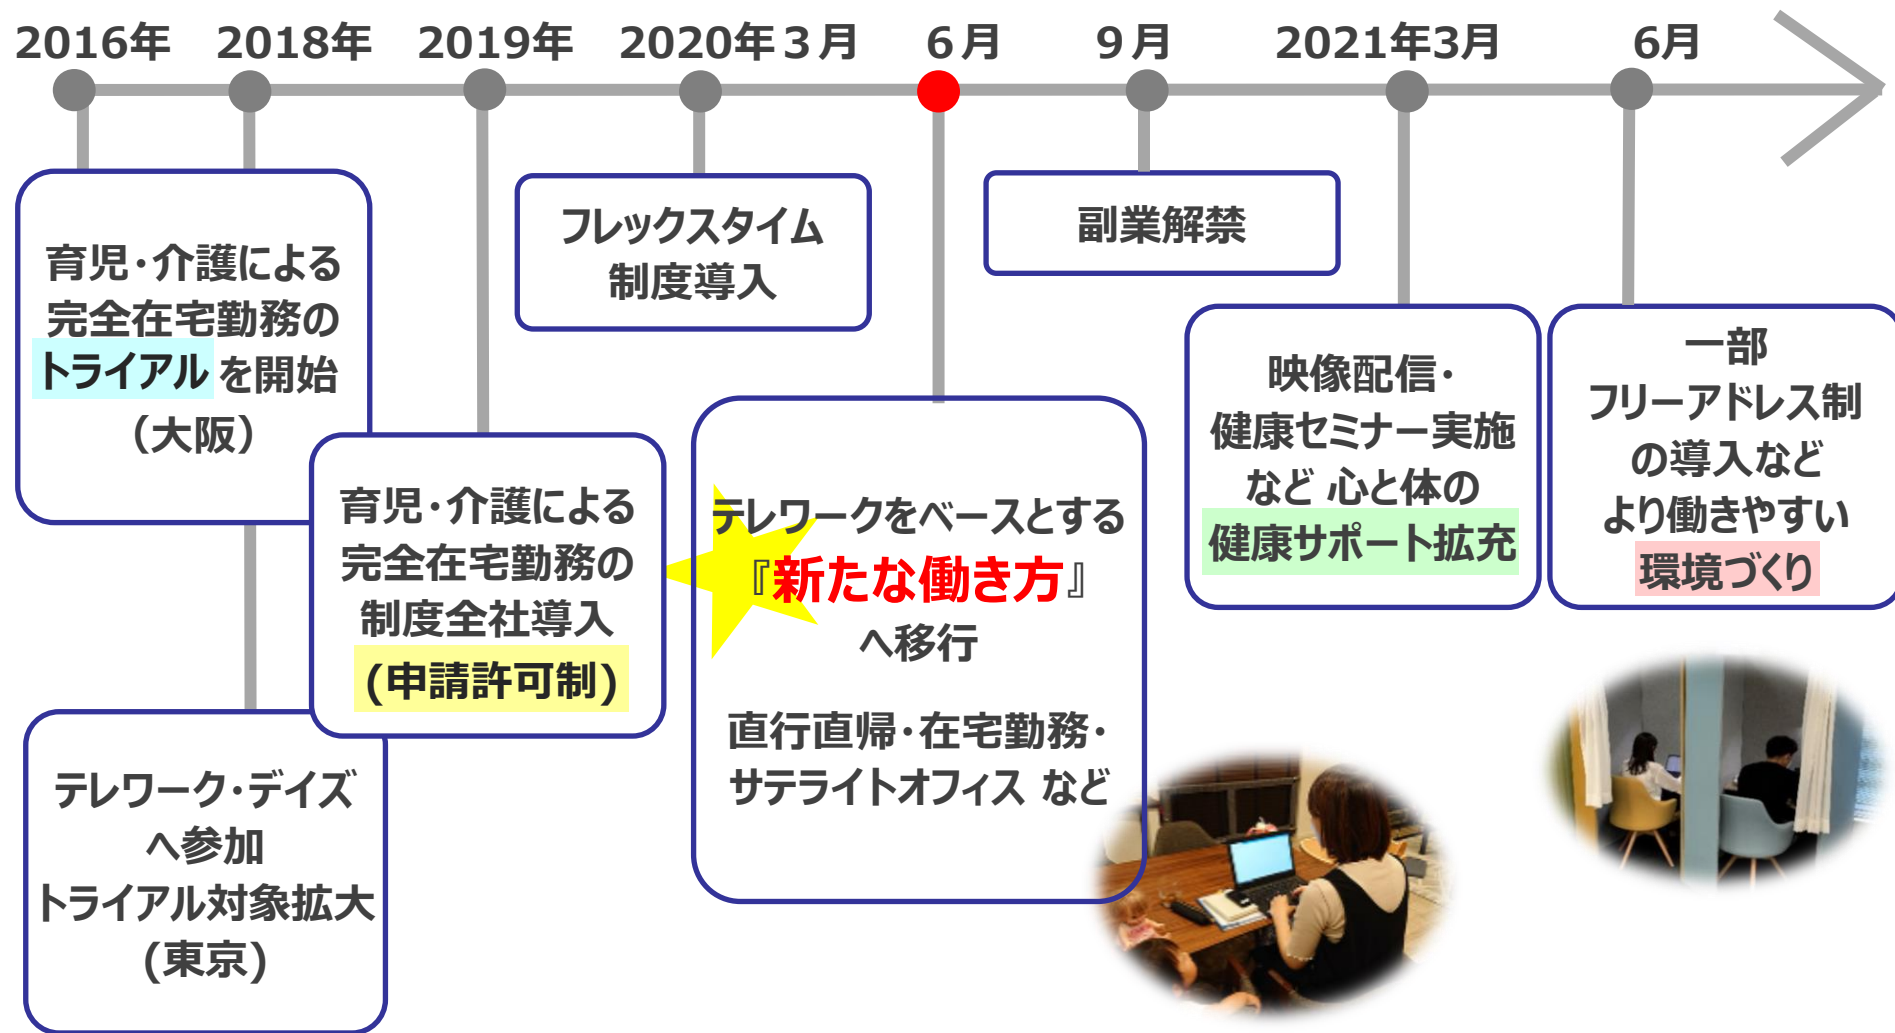 2016年 2018年 2019年 2020年３月 ６月 ９月 2021年3月 6月
育児・介護による
完全在宅勤務の
トライアル を開始
（大阪）
テレワーク・デイズ
へ参加
トライアル対象拡大
(東京)
育児・介護による
完全在宅勤務の
制度全社導入
(申請許可制)
フレックスタイム
制度導入
テレワークをベースとする
『新たな働き方』
へ移行
直行直帰・在宅勤務・
サテライトオフィス など
副業解禁
映像配信・
健康セミナー実施
など 心と体の
健康サポート拡充
一部
フリーアドレス制
の導入など
より働きやすい
環境づくり